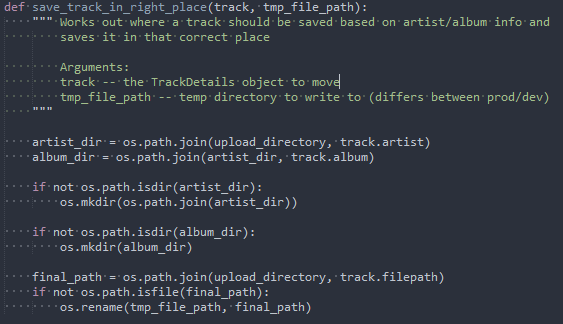 def save_track_in_right_place(track, tmp_file_path):
    """ Works out where a track should be saved based on artist/album info and
        saves it in that correct place

        Arguments:
        track -- the TrackDetails object to move
        tmp_file_path -- temp directory to write to (differs between prod/dev)
    """

    artist_dir = os.path.join(upload_directory, track.artist)
    album_dir = os.path.join(artist_dir, track.album)

    if not os.path.isdir(artist_dir):
        os.mkdir(os.path.join(artist_dir))

    if not os.path.isdir(album_dir):
        os.mkdir(album_dir)

    final_path = os.path.join(upload_directory, track.filepath)
    if not os.path.isfile(final_path):
        os.rename(tmp_file_path, final_path)